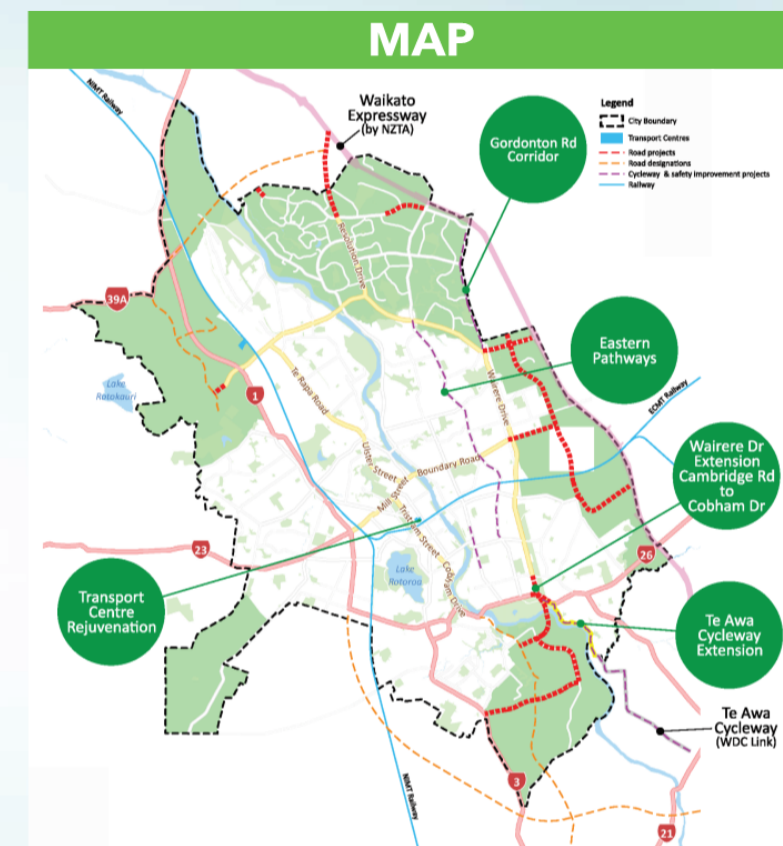 MAP
NIMT Railway
Waikato
Expressway
(by NZTA)
Gordonton Rd
Corridor
Legend
City Boundary
Transport Centres
Road projects
Road designations
Cycleway & safety improvement projects
Railway
Resolution Drive
39A
Lake
Rotokauri
1
Te Rapa Road
Wairere Drive
Eastern
Pathways
ECMT Railway
Ulster Street
Boundary Road
Mill Street
Tristram Street
Wairere Dr
Extension
Cambridge Rd
to
Cobham Dr
23
26
Lake
Rotoroa
Cobham Drive
Transport
Centre
Rejuvenation
Te Awa
Cycleway
Extension
Te Awa
Cycleway
(WDC Link)
3
NIMT Railway
21